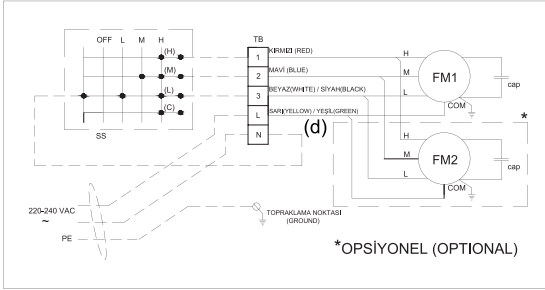 OFF L M H
(H)
(M)
(L)
(C)
SS
TB
1
2
3
L
N
KIRMIZI (RED)
MAVİ (BLUE)
BEYAZ(WHITE) / SİYAH(BLACK)
SARI(YELLOW) / YEŞİL(GREEN)
(d)
H
M
L
FM1
COM
cap
*
H
M
L
FM2
COM
cap
220-240 VAC
~
PE
TOPRAKLAMA NOKTASI
(GROUND)
*OPSİYONEL (OPTIONAL)